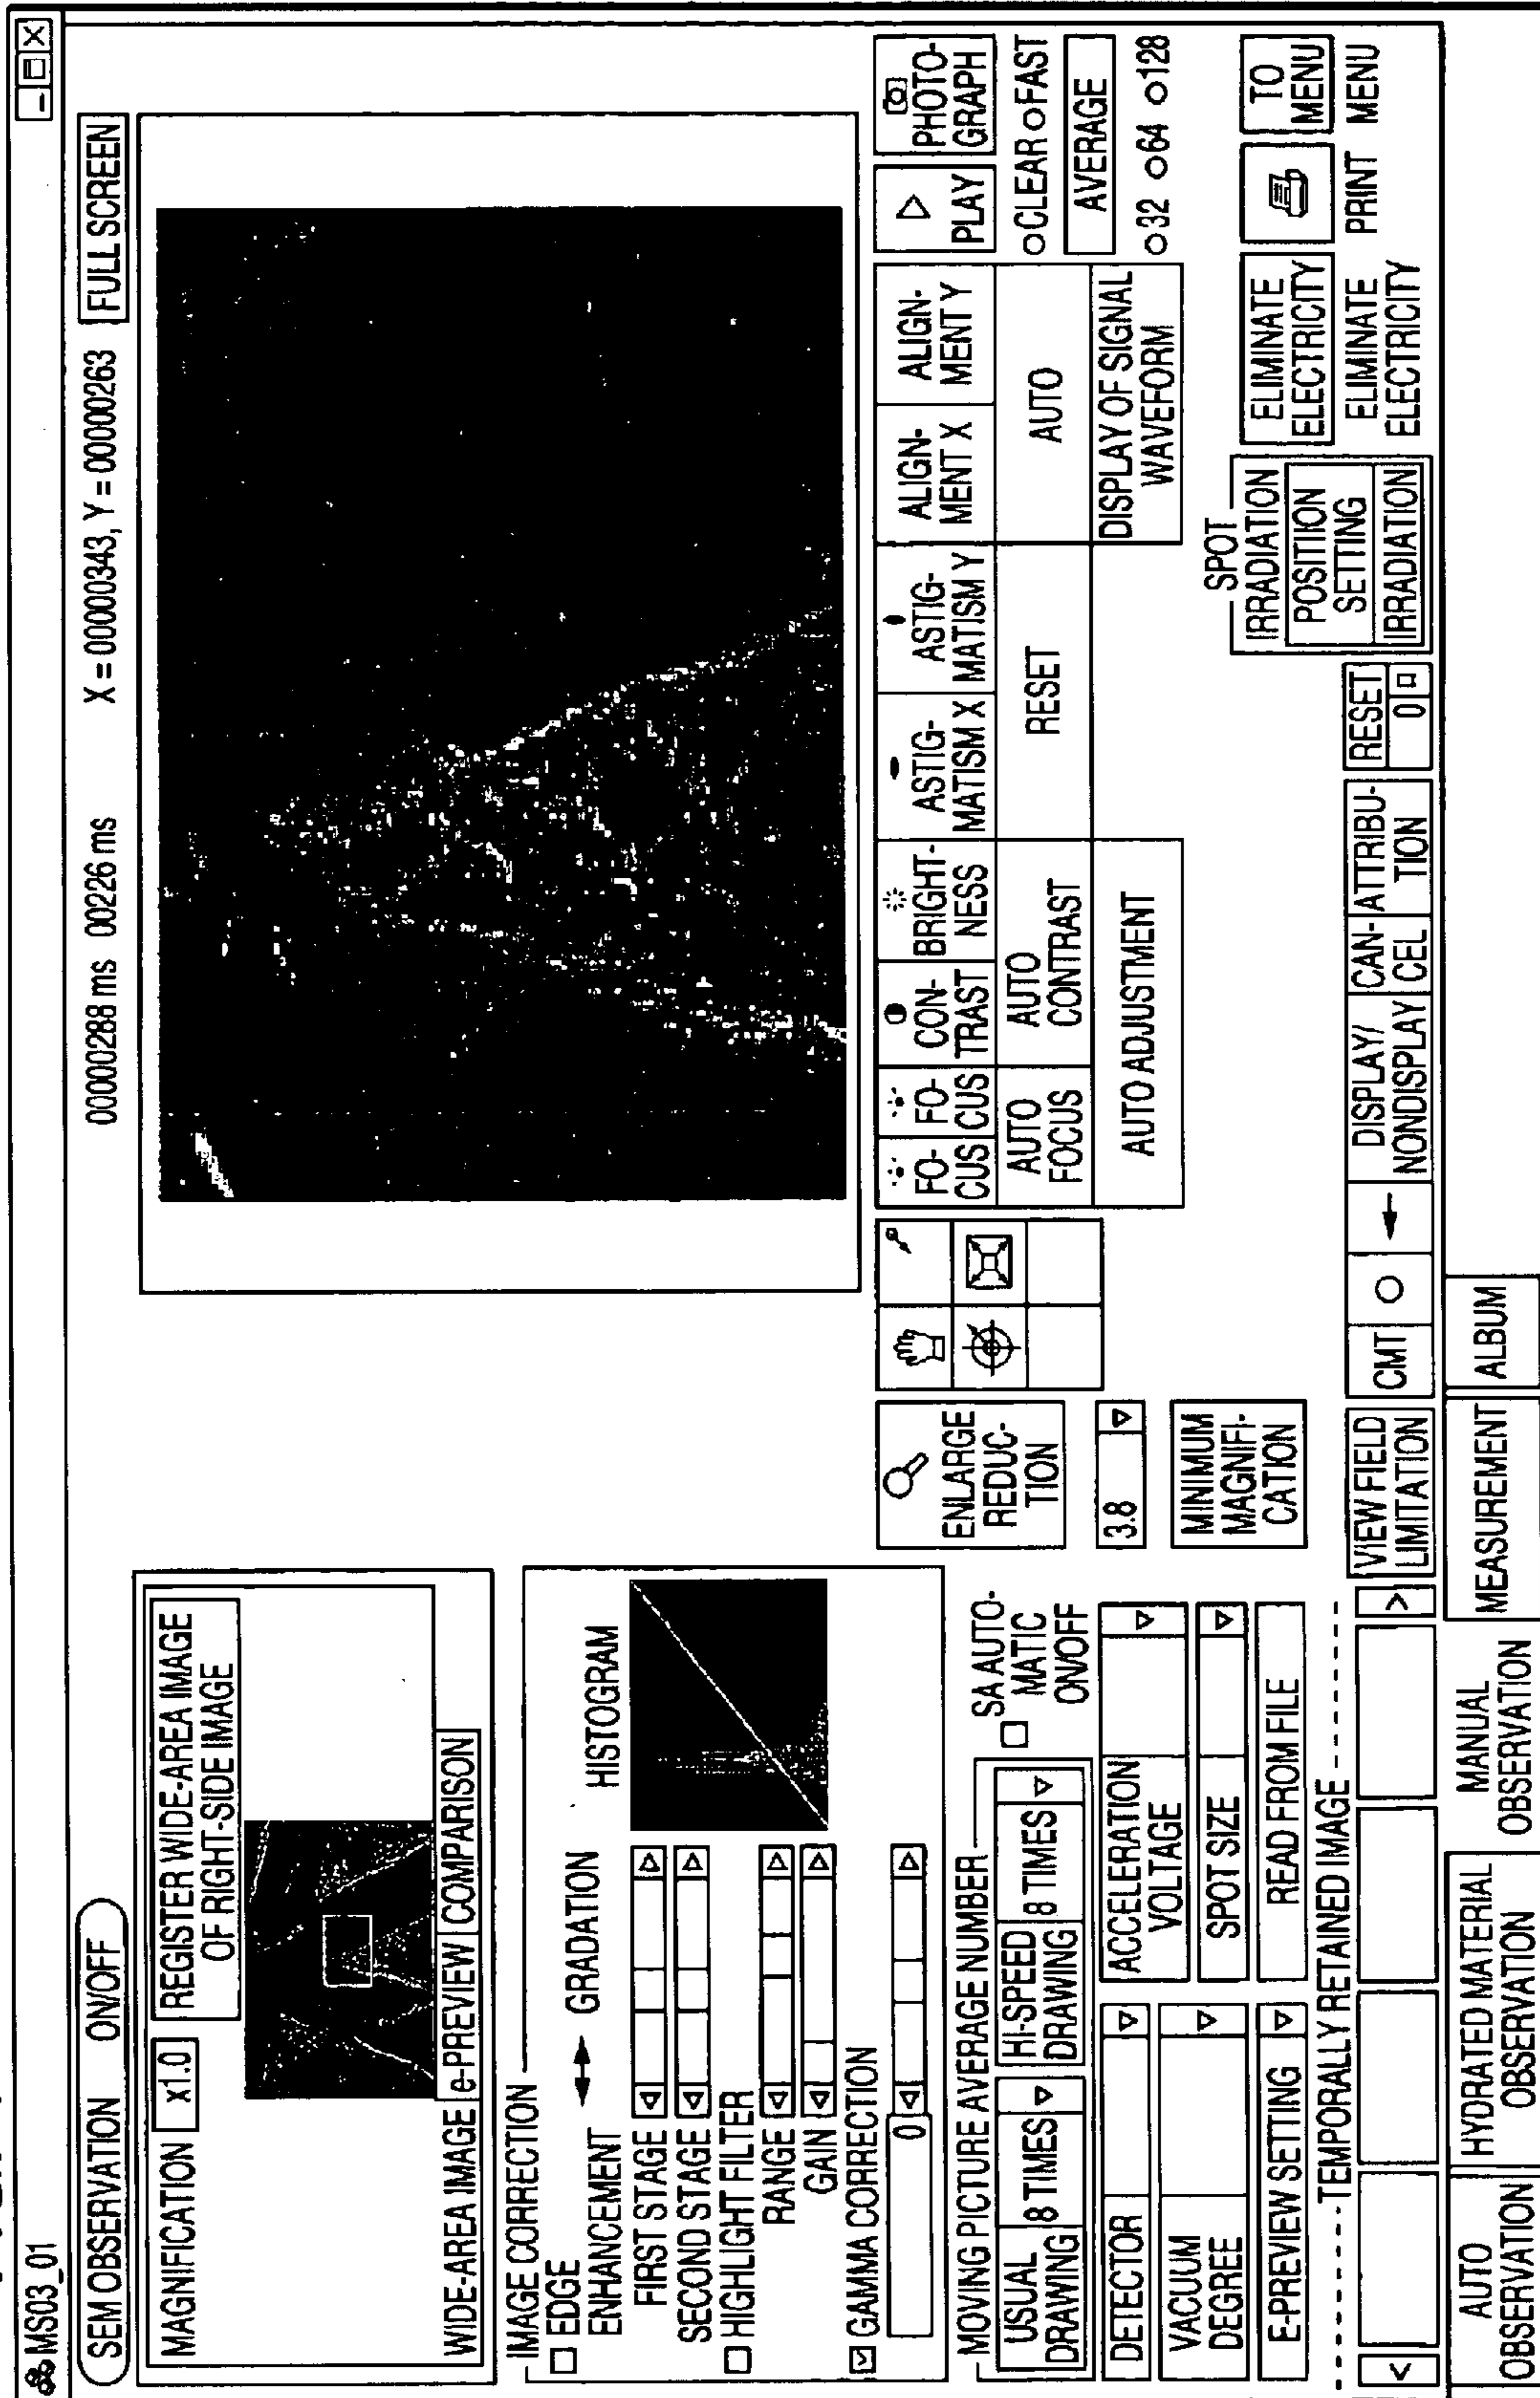 MS03_01
SEM OBSERVATION ON/OFF
00000288 ms 00226 ms X = 00000343, Y = 00000263 FULL SCREEN
MAGNIFICATION x1.0
REGISTER WIDE-AREA IMAGE
OF RIGHT-SIDE IMAGE
WIDE-AREA IMAGE e-PREVIEW COMPARISON
IMAGE CORRECTION
EDGE
ENHANCEMENT
GRADATION
HISTOGRAM
FIRST STAGE
SECOND STAGE
HIGHLIGHT FILTER
RANGE
GAIN
GAMMA CORRECTION
0
MOVING PICTURE AVERAGE NUMBER
USUAL
DRAWING
8 TIMES
HI-SPEED
DRAWING
8 TIMES
SA AUTO-
MATIC
ON/OFF
DETECTOR
ACCELERATION
VOLTAGE
VACUUM
DEGREE
SPOT SIZE
E-PREVIEW SETTING
READ FROM FILE
TEMPORALLY RETAINED IMAGE
ENLARGE
REDUC-
TION
3.8
MINIMUM
MAGNIFI-
CATION
FO-
CUS
FO-
CUS
CON-
TRAST
BRIGHT-
NESS
ASTIG-
MATISM X
ASTIG-
MATISM Y
ALIGN-
MENT X
ALIGN-
MENT Y
AUTO
FOCUS
AUTO
CONTRAST
RESET
AUTO
AUTO ADJUSTMENT
DISPLAY OF SIGNAL
WAVEFORM
PLAY
PHOTO-
GRAPH
CLEAR FAST
AVERAGE
32 64 128
SPOT
IRRADIATION
POSITION
SETTING
IRRADIATION
ELIMINATE
ELECTRICITY
TO
MENU
ELIMINATE
ELECTRICITY
PRINT
MENU
VIEW FIELD
LIMITATION
CMT
DISPLAY/
NONDISPLAY
CAN-
CEL
ATTRIBU-
TION
RESET
0
AUTO
OBSERVATION
HYDRATED MATERIAL
OBSERVATION
MANUAL
OBSERVATION
MEASUREMENT
ALBUM